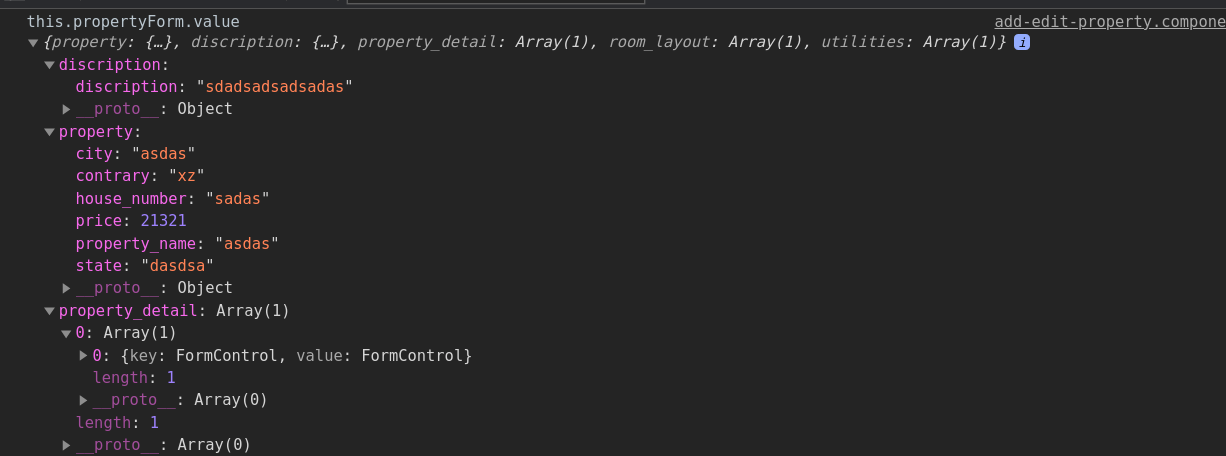 this.propertyForm.value add-edit-property.compone
{property: {…}, discription: {…}, property_detail: Array(1), room_layout: Array(1), utilities: Array(1)} i
discription:
discription: "sdadsadsadsadas"
__proto__: Object
property:
city: "asdas"
contrary: "xz"
house_number: "sadas"
price: 21321
property_name: "asdas"
state: "dasdsa"
__proto__: Object
property_detail: Array(1)
0: Array(1)
0: {key: FormControl, value: FormControl}
length: 1
__proto__: Array(0)
length: 1
__proto__: Array(0)